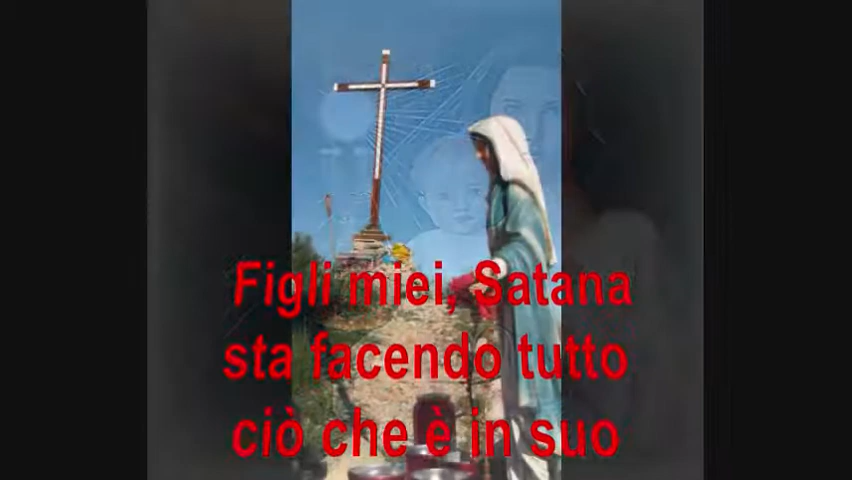 Figli miei, Satana
sta facendo tutto
ciò che è in suo